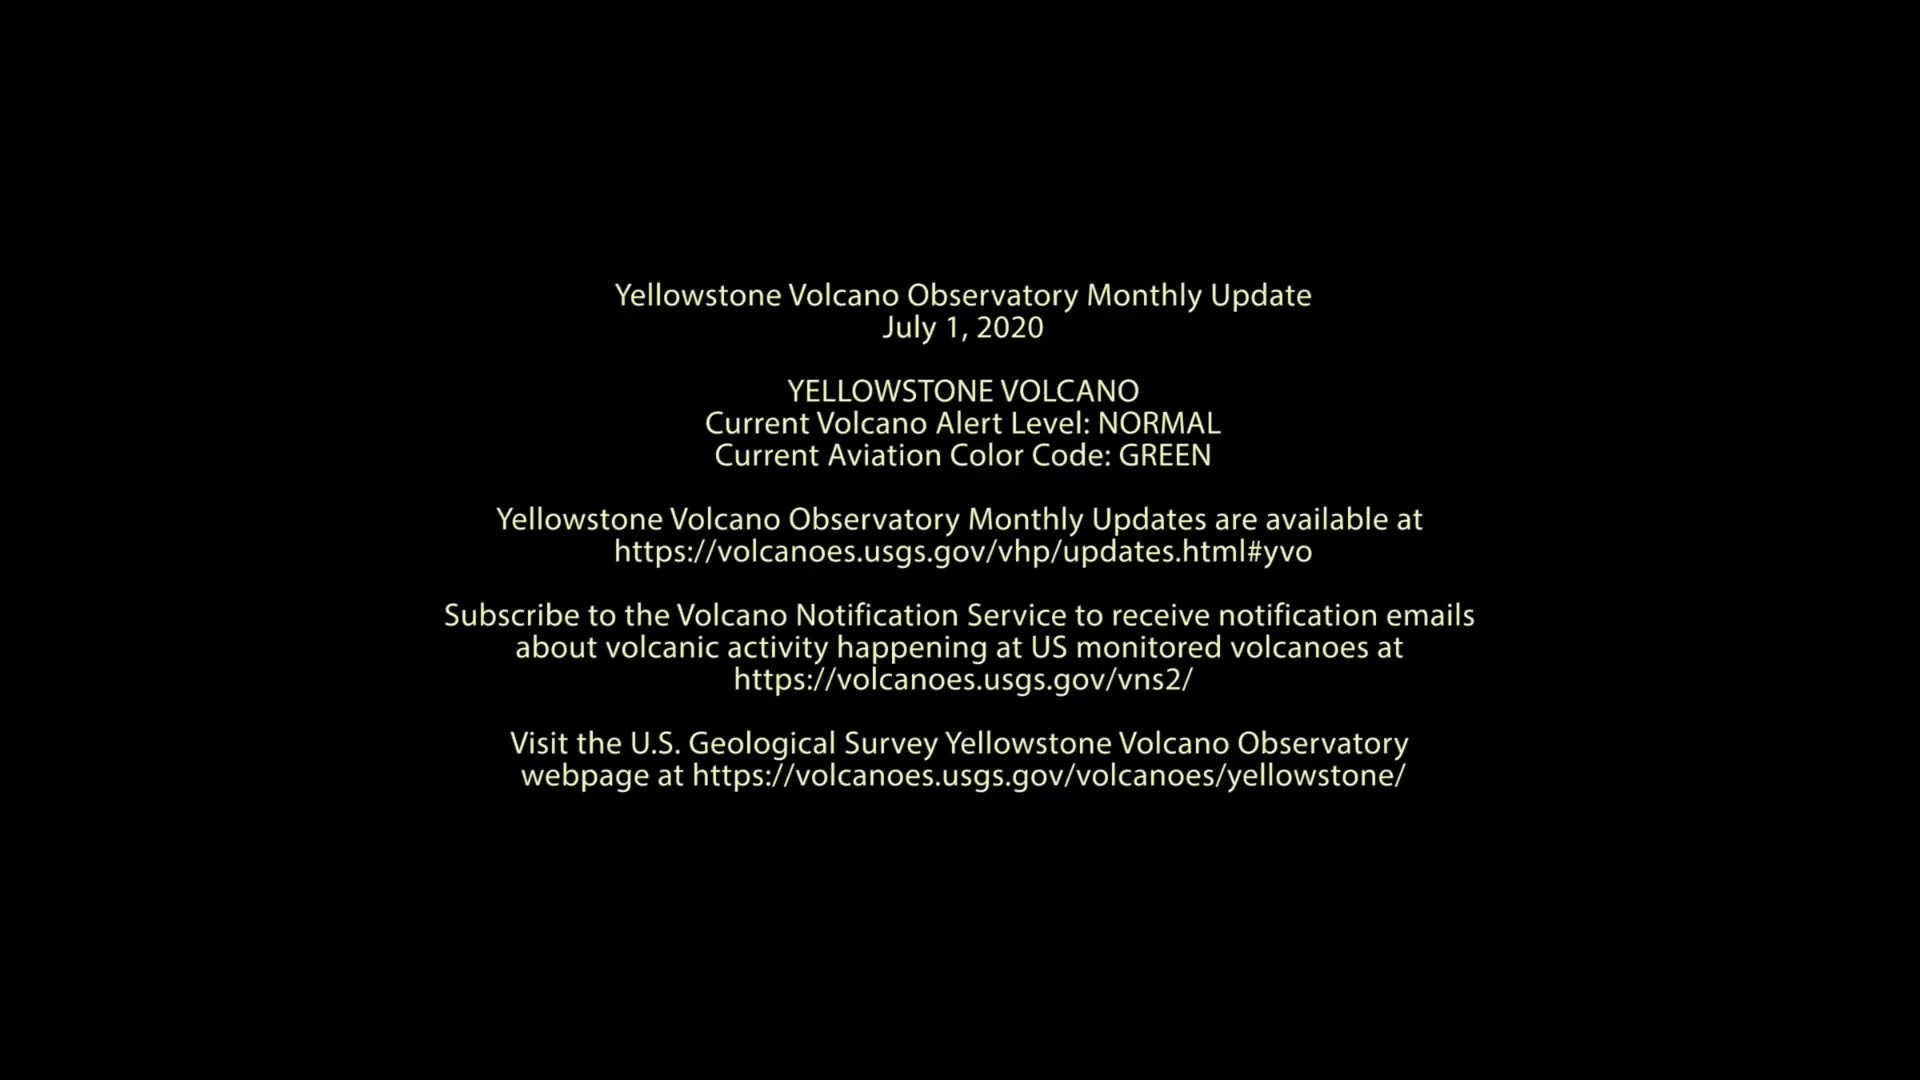 Yellowstone Volcano Observatory Monthly Update
July 1, 2020
YELLOWSTONE VOLCANO
Current Volcano Alert Level: NORMAL
Current Aviation Color Code: GREEN
Yellowstone Volcano Observatory Monthly Updates are available at
https://volcanoes.usgs.gov/vhp/updates.html#yvo
Subscribe to the Volcano Notification Service to receive notification emails
about volcanic activity happening at US monitored volcanoes at
https://volcanoes.usgs.gov/vns2/
Visit the U.S. Geological Survey Yellowstone Volcano Observatory
webpage at https://volcanoes.usgs.gov/volcanoes/yellowstone/